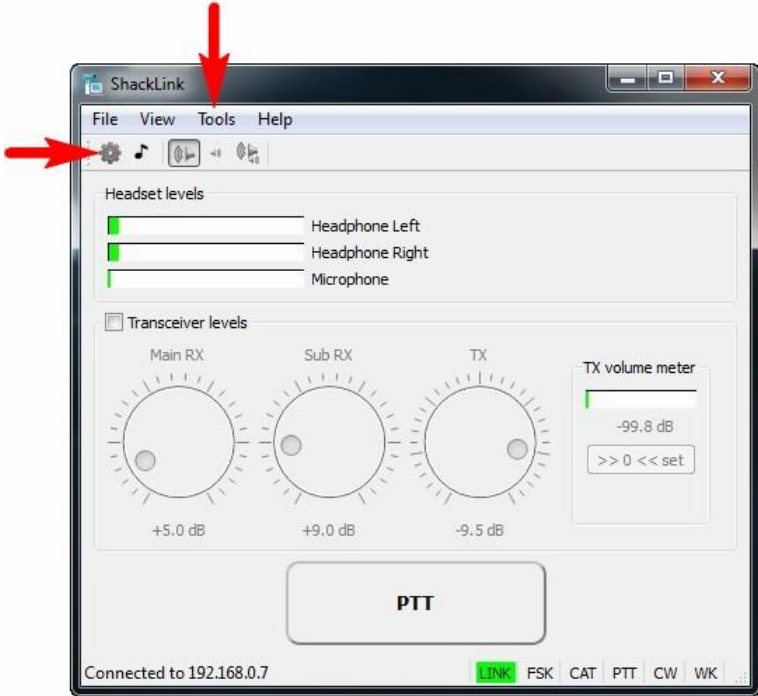 ShackLink
File View Tools Help
Headset levels
Headphone Left
Headphone Right
Microphone
Transceiver levels
Main RX Sub RX TX
TX volume meter
-99.8 dB
>> 0 << set
+5.0 dB +9.0 dB -9.5 dB
PTT
Connected to 192.168.0.7 LINK FSK CAT PTT CW WK